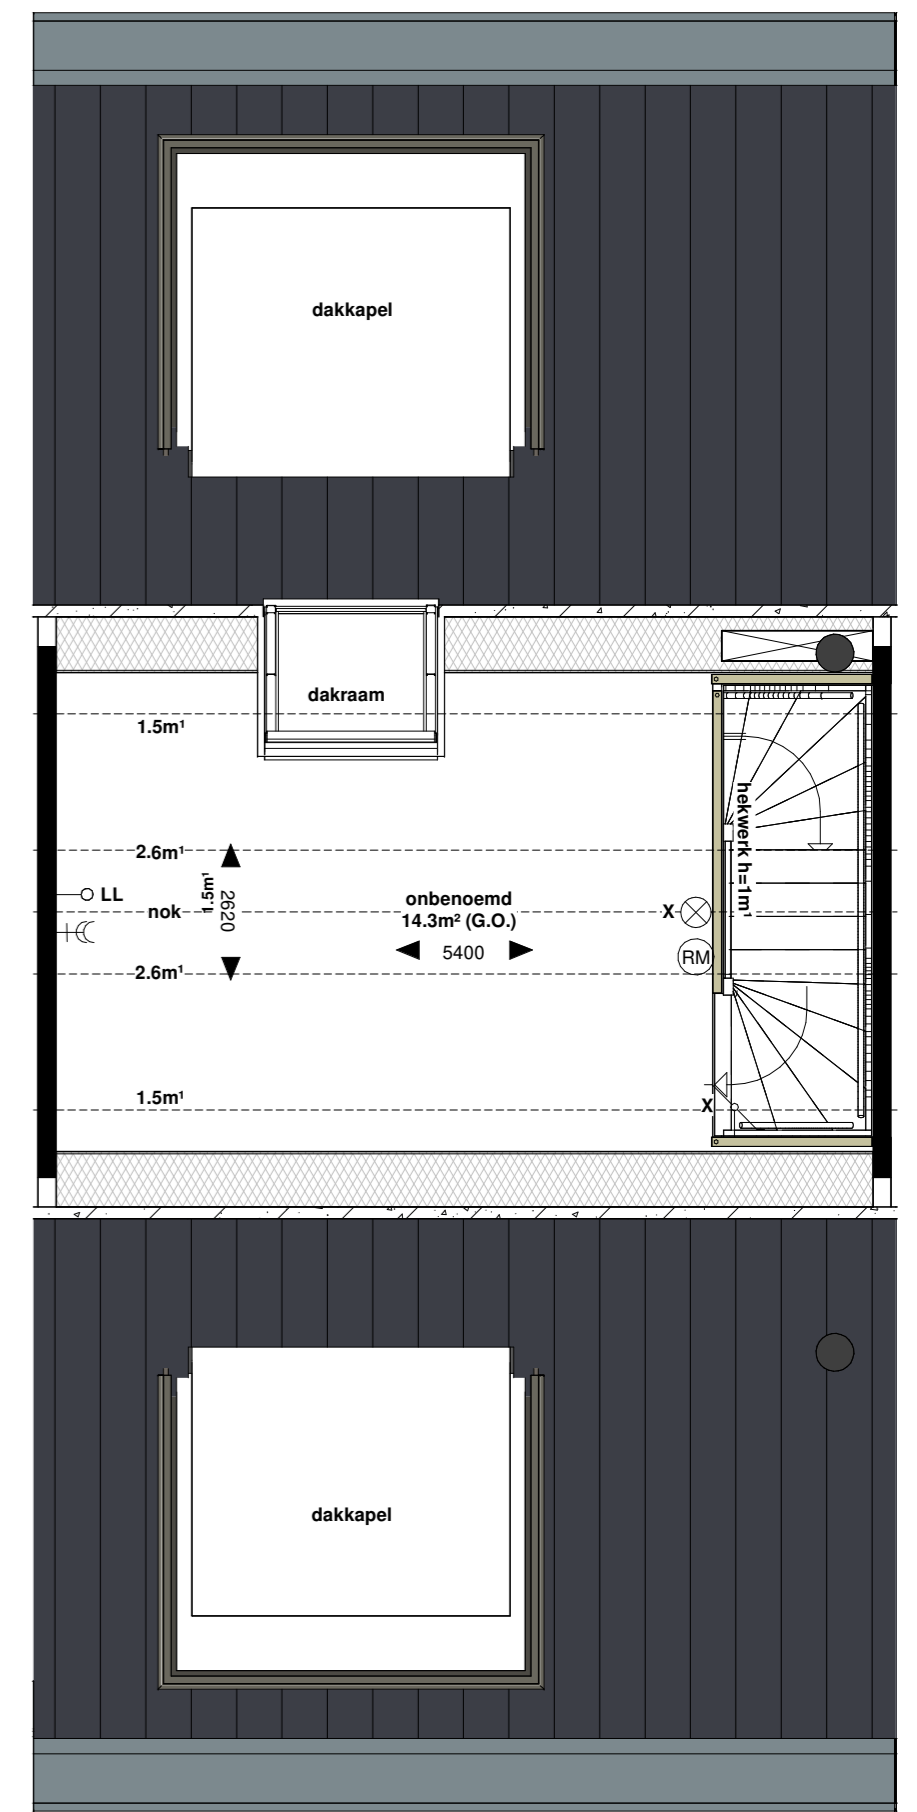 dakkapel
dakraam
1.5m¹
hekwerk h=1m¹
2.6m¹
LL
1.5m¹
2620
nok
onbenoemd
14.3m² (G.O.)
X
5400
RM
2.6m¹
1.5m¹
X
dakkapel